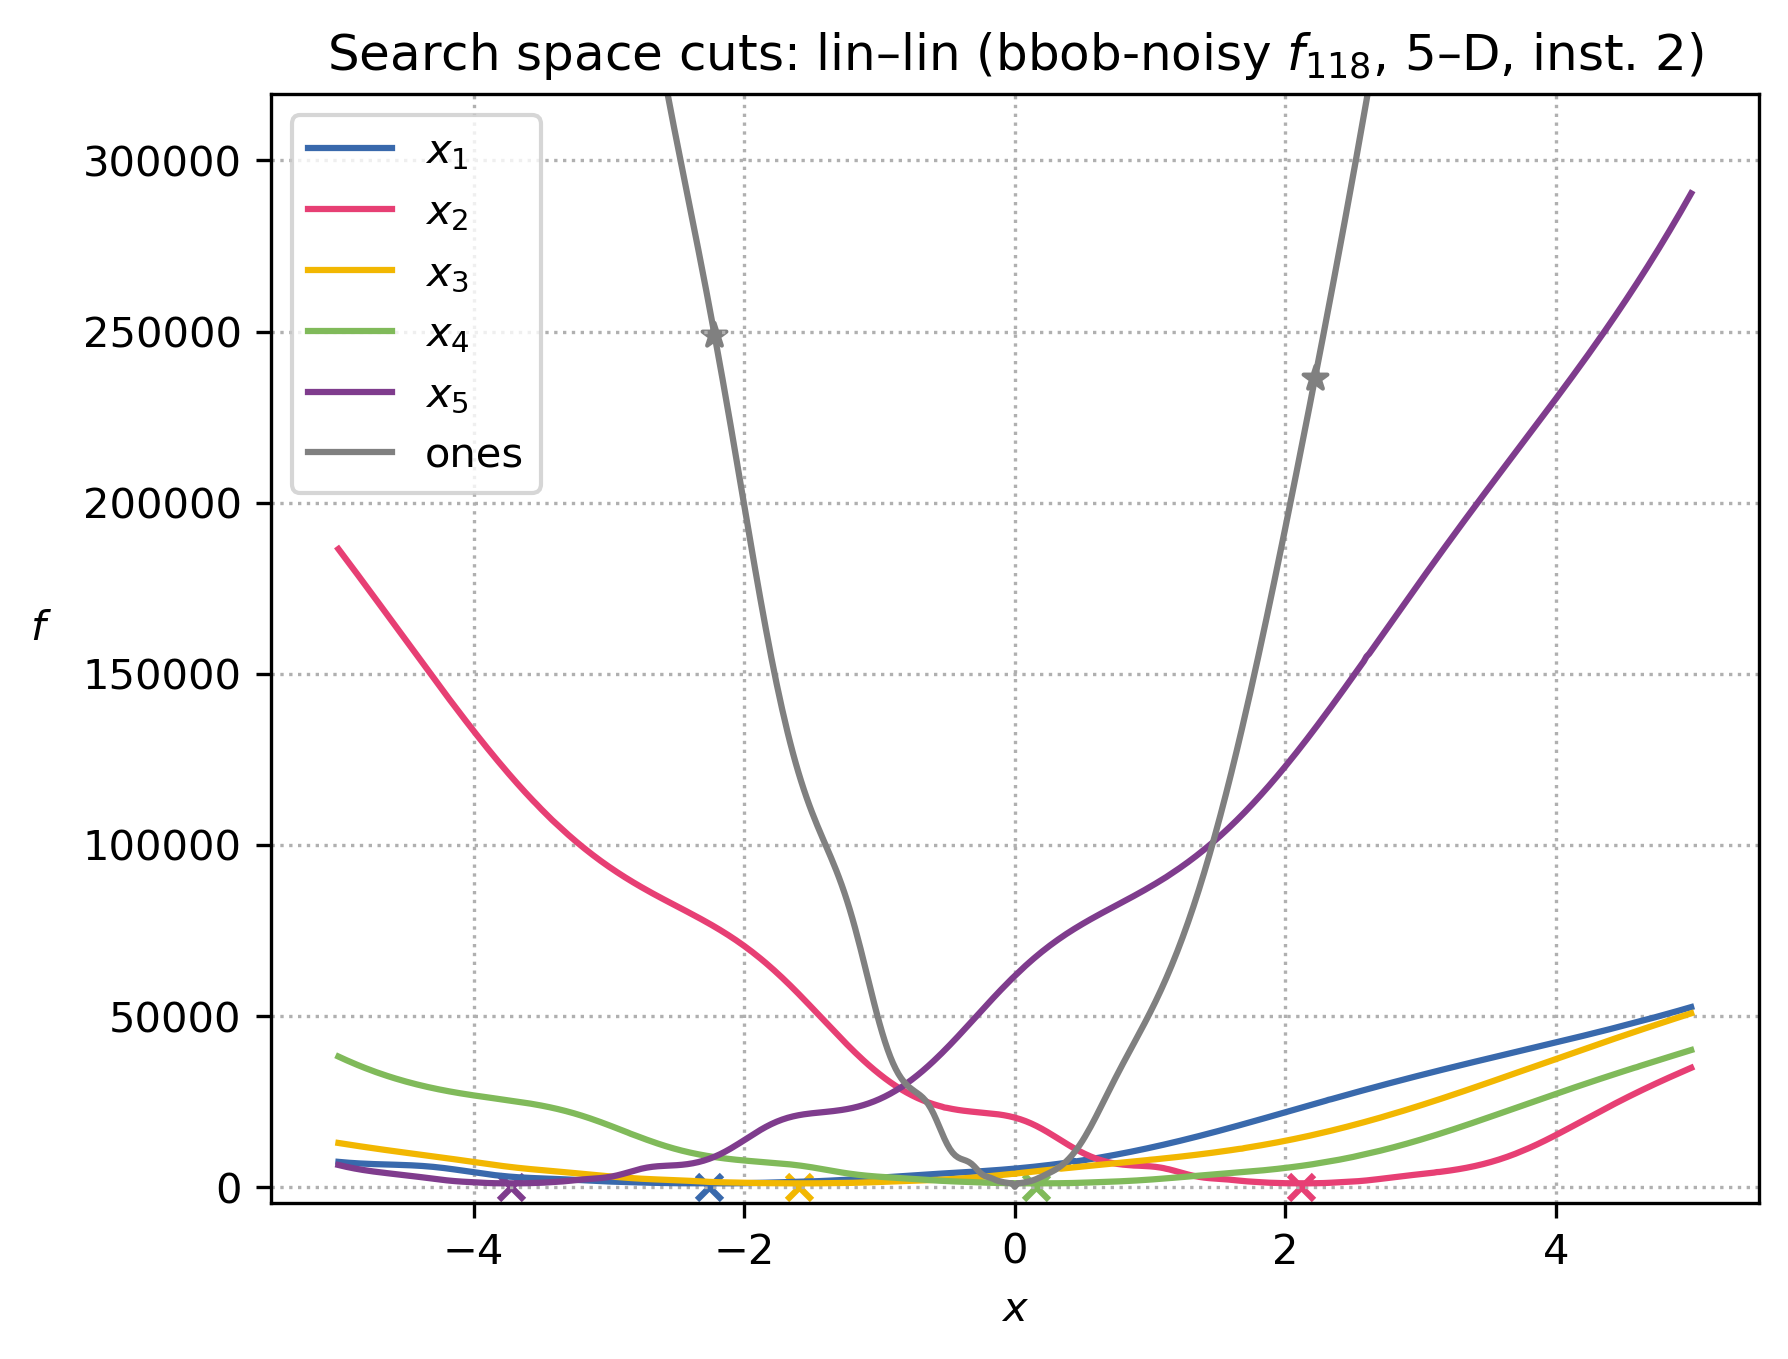 Search space cuts: lin–lin (bbob-noisy f₁₁₈, 5–D, inst. 2)
x₁
x₂
x₃
x₄
x₅
ones
300000
250000
200000
150000
100000
50000
0
f
−4 −2 0 2 4
x